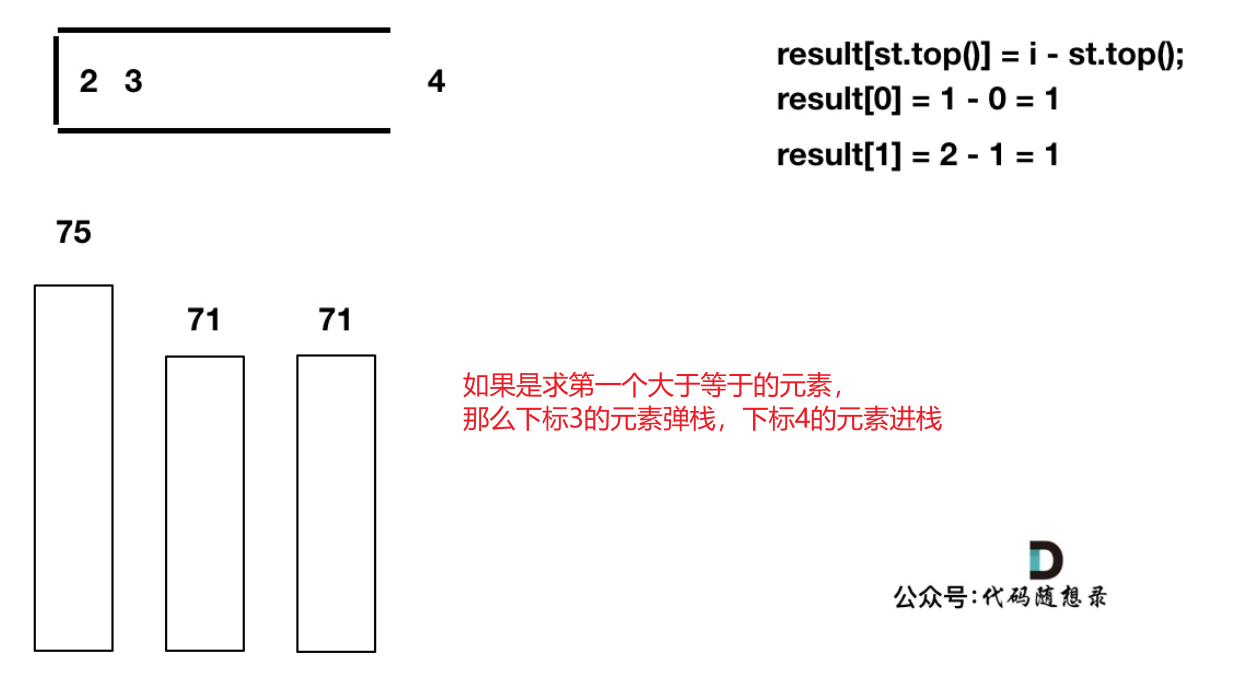 2 3
4
result[st.top()] = i - st.top();
result[0] = 1 - 0 = 1
result[1] = 2 - 1 = 1
75
71
71
如果是求第一个大于等于的元素，
那么下标3的元素弹栈，下标4的元素进栈
公众号:代码随想录